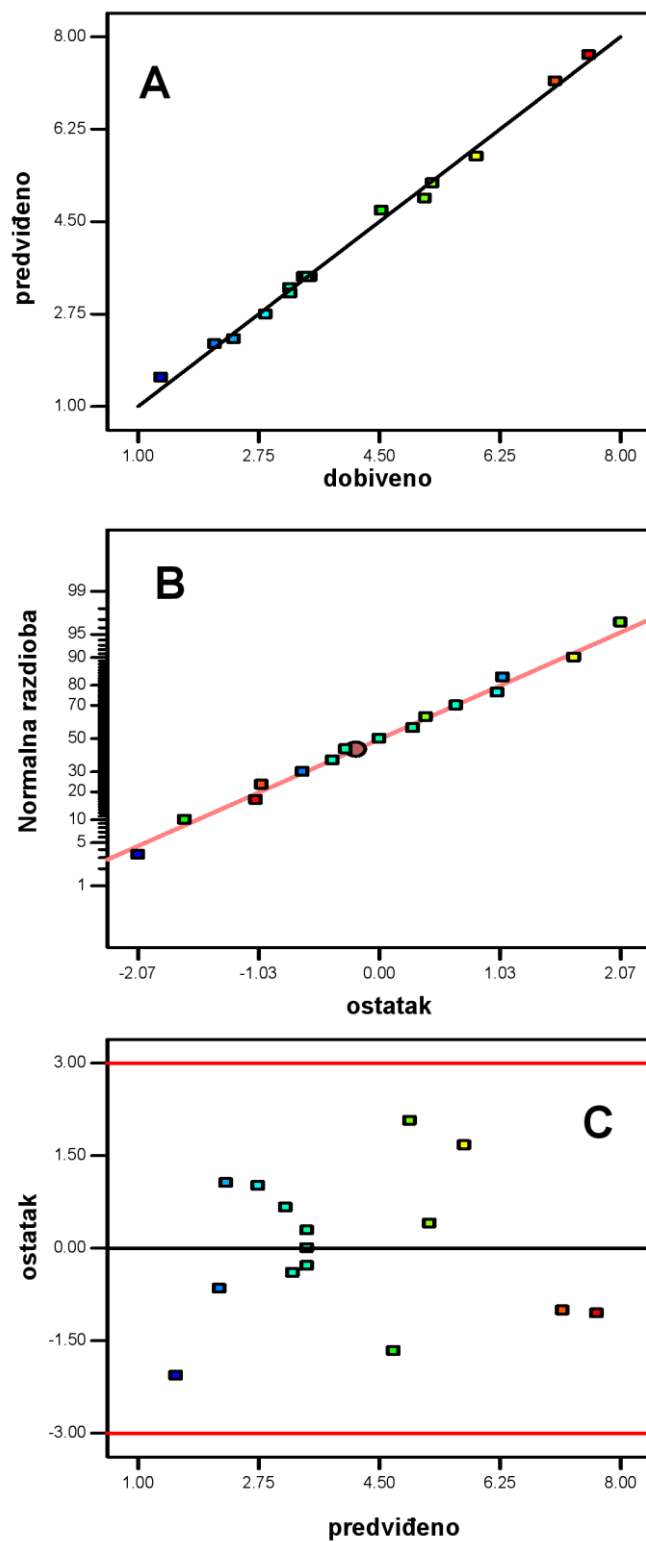 A
8.00
6.25
4.50
2.75
1.00
predviđeno
1.00 2.75 4.50 6.25 8.00
dobiveno
B
99
95
90
80
70
50
30
20
10
5
1
Normalna razdioba
-2.07 -1.03 0.00 1.03 2.07
ostatak
C
3.00
1.50
0.00
-1.50
-3.00
ostatak
1.00 2.75 4.50 6.25 8.00
predviđeno